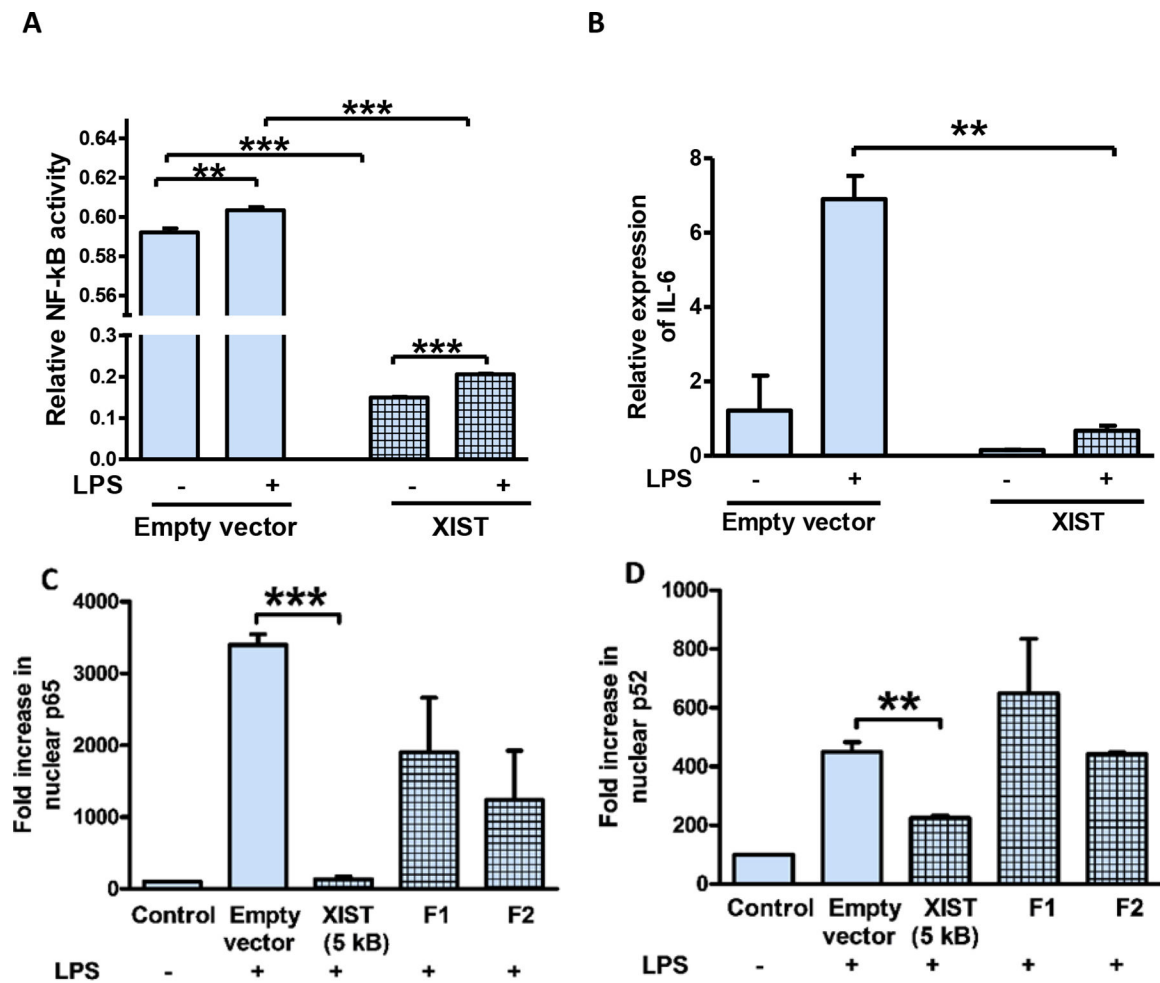 A
B
***
***
**
***
Relative NF-kB activity
0.64
0.62
0.60
0.58
0.56
0.3
0.2
0.1
0.0
LPS - + - +
Empty vector XIST
**
Relative expression
of IL-6
8
6
4
2
0
LPS - + - +
Empty vector XIST
C
***
Fold increase in
nuclear p65
4000
3000
2000
1000
0
Control Empty XIST F1 F2
vector (5 kB)
LPS - + + + +
D
**
Fold increase in
nuclear p52
1000
800
600
400
200
0
Control Empty XIST F1 F2
vector (5 kB)
LPS - + + + +